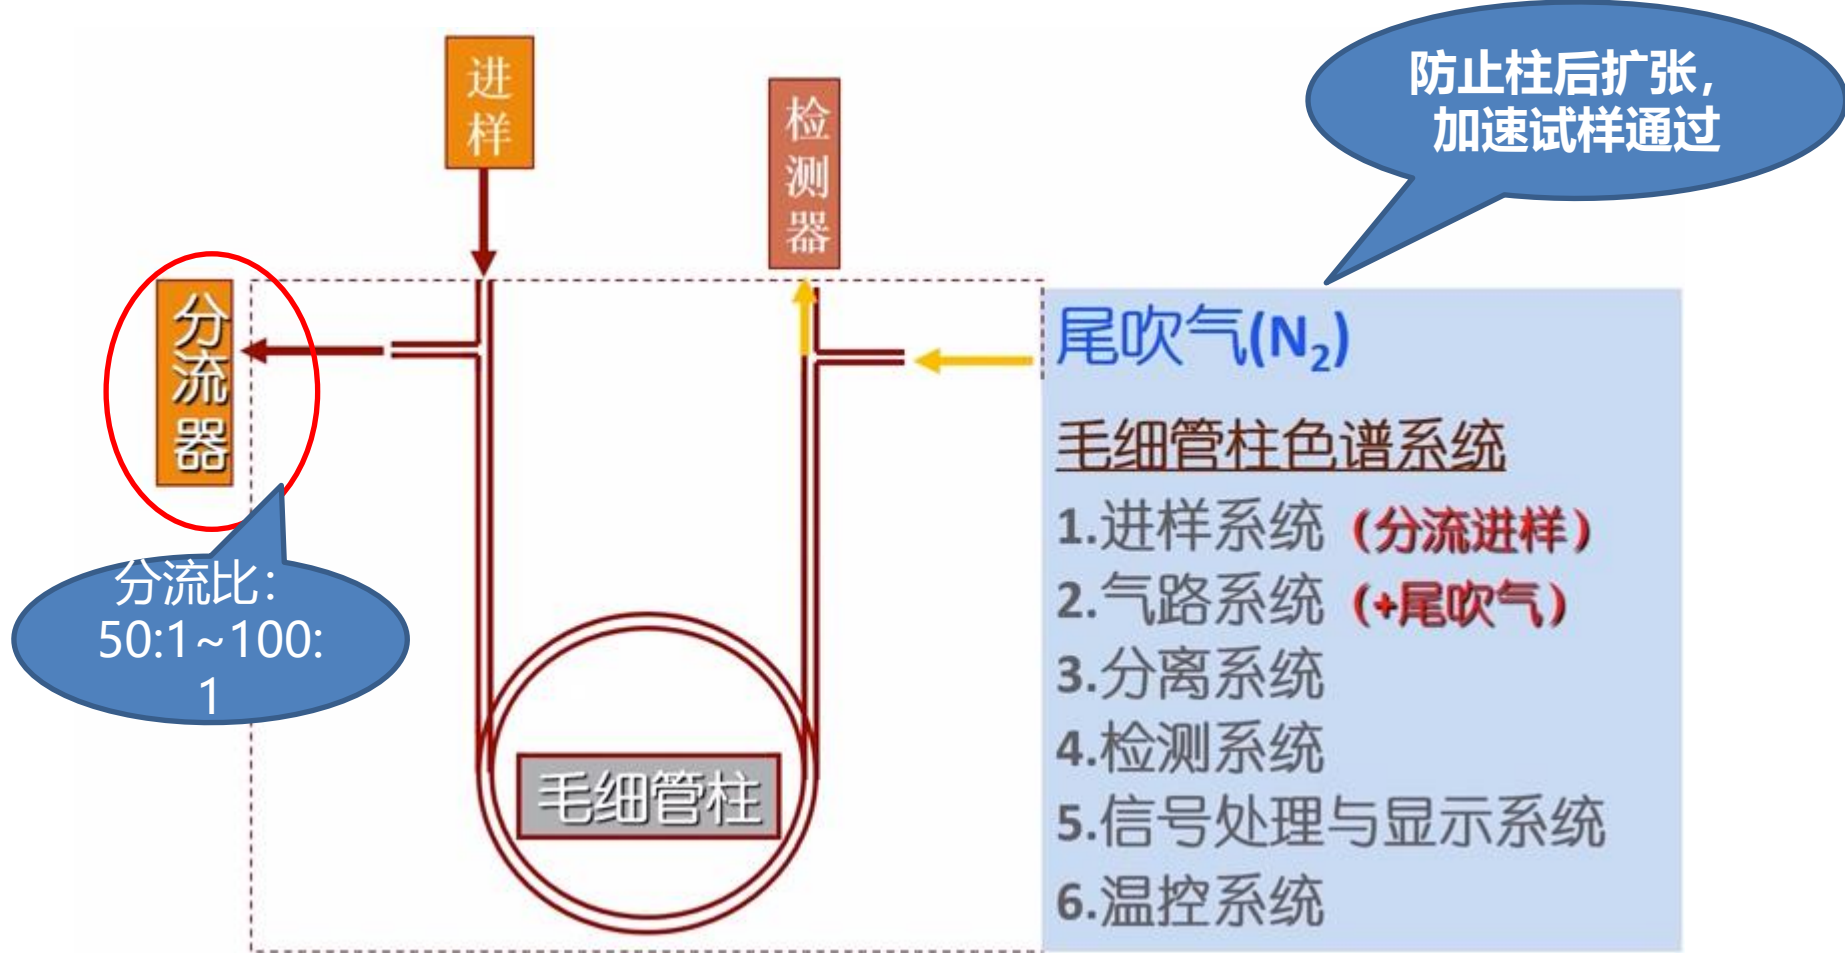 进样
检测器
防止柱后扩张，
加速试样通过
分流器
分流比：
50:1~100:
1
毛细管柱
尾吹气(N₂)
毛细管柱色谱系统
1.进样系统（分流进样）
2.气路系统（+尾吹气）
3.分离系统
4.检测系统
5.信号处理与显示系统
6.温控系统